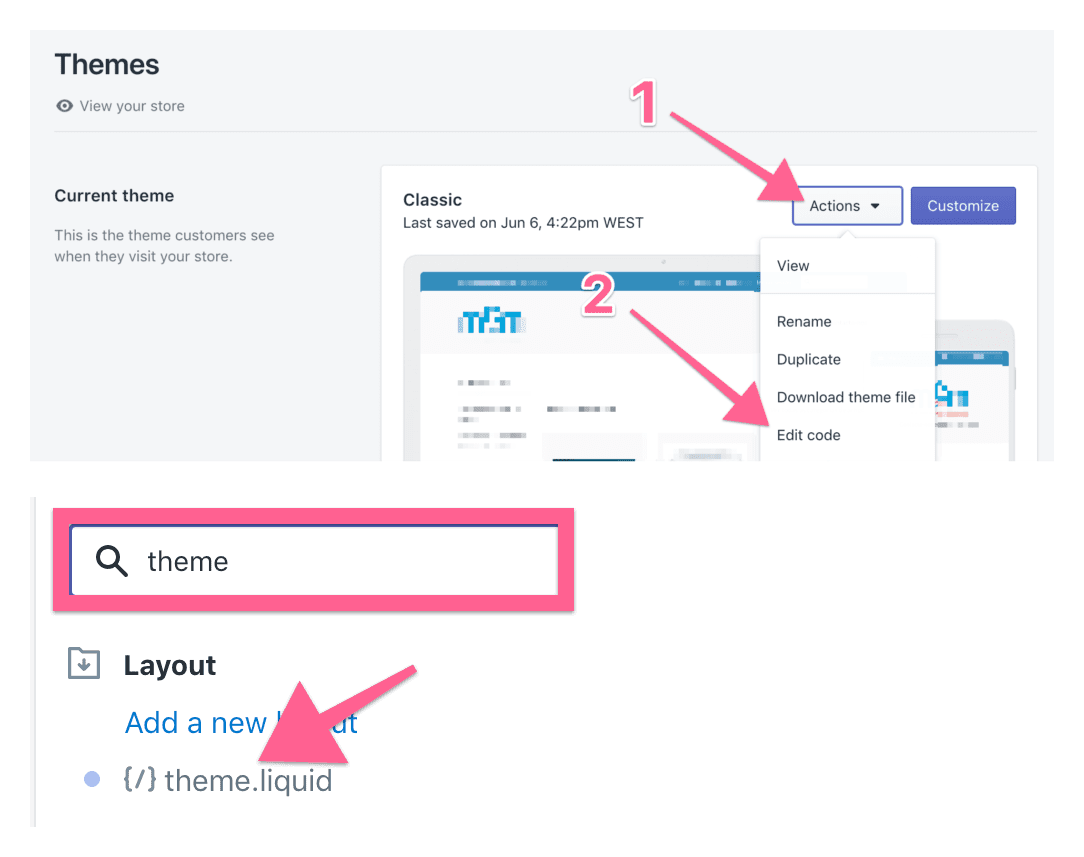 Themes
View your store
1
Current theme
This is the theme customers see
when they visit your store.
Classic
Last saved on Jun 6, 4:22pm WEST
Actions
Customize
View
2
Rename
Duplicate
Download theme file
Edit code
theme
Layout
Add a new
{/} theme.liquid